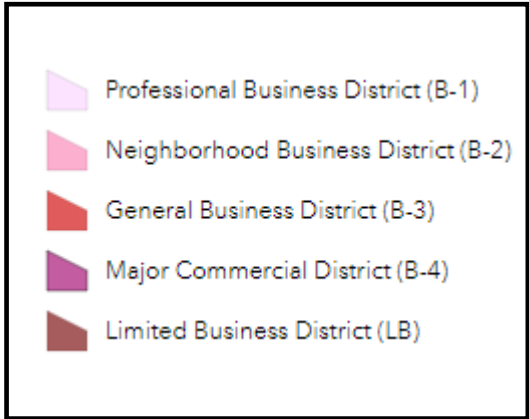 Professional Business District (B-1)
Neighborhood Business District (B-2)
General Business District (B-3)
Major Commercial District (B-4)
Limited Business District (LB)